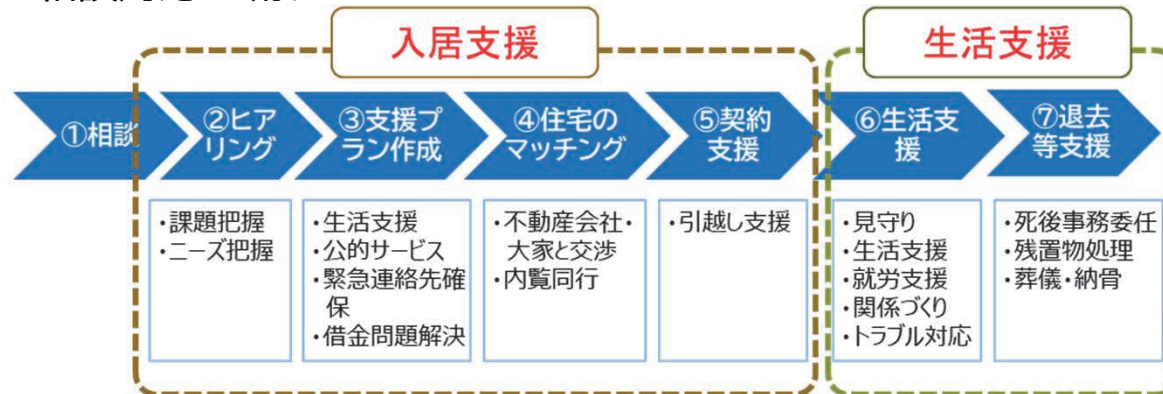 入居支援
生活支援
①相談
②ヒア
リング
③支援プ
ラン作成
④住宅の
マッチング
⑤契約
支援
⑥生活支
援
⑦退去
等支援
・課題把握
・ニーズ把握
・生活支援
・公的サービス
・緊急連絡先確
保
・借金問題解決
・不動産会社・
大家と交渉
・内覧同行
・引越し支援
・見守り
・生活支援
・就労支援
・関係づくり
・トラブル対応
・死後事務委任
・残置物処理
・葬儀・納骨